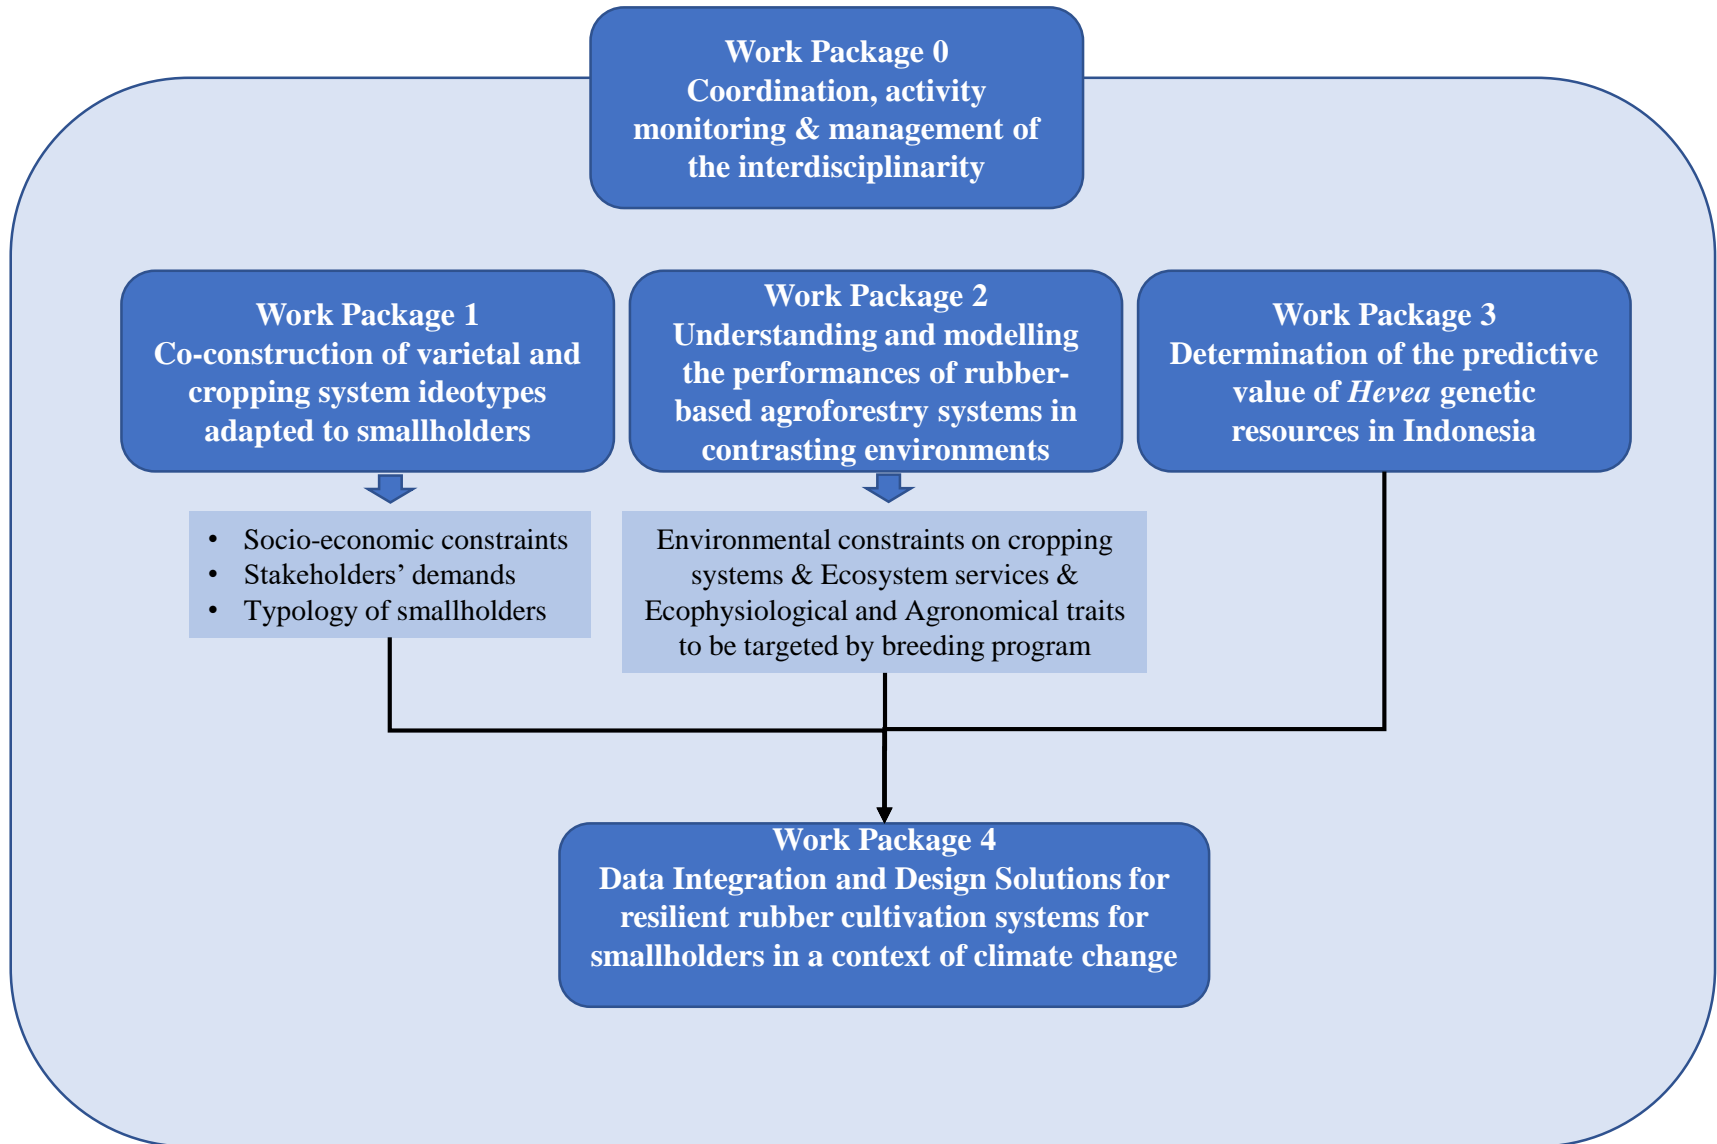 Work Package 0
Coordination, activity
monitoring & management of
the interdisciplinarity
Work Package 1
Co-construction of varietal and
cropping system ideotypes
adapted to smallholders
Work Package 2
Understanding and modelling
the performances of rubber-
based agroforestry systems in
contrasting environments
Work Package 3
Determination of the predictive
value of Hevea genetic
resources in Indonesia
• Socio-economic constraints
• Stakeholders’ demands
• Typology of smallholders
Environmental constraints on cropping
systems & Ecosystem services &
Ecophysiological and Agronomical traits
to be targeted by breeding program
Work Package 4
Data Integration and Design Solutions for
resilient rubber cultivation systems for
smallholders in a context of climate change